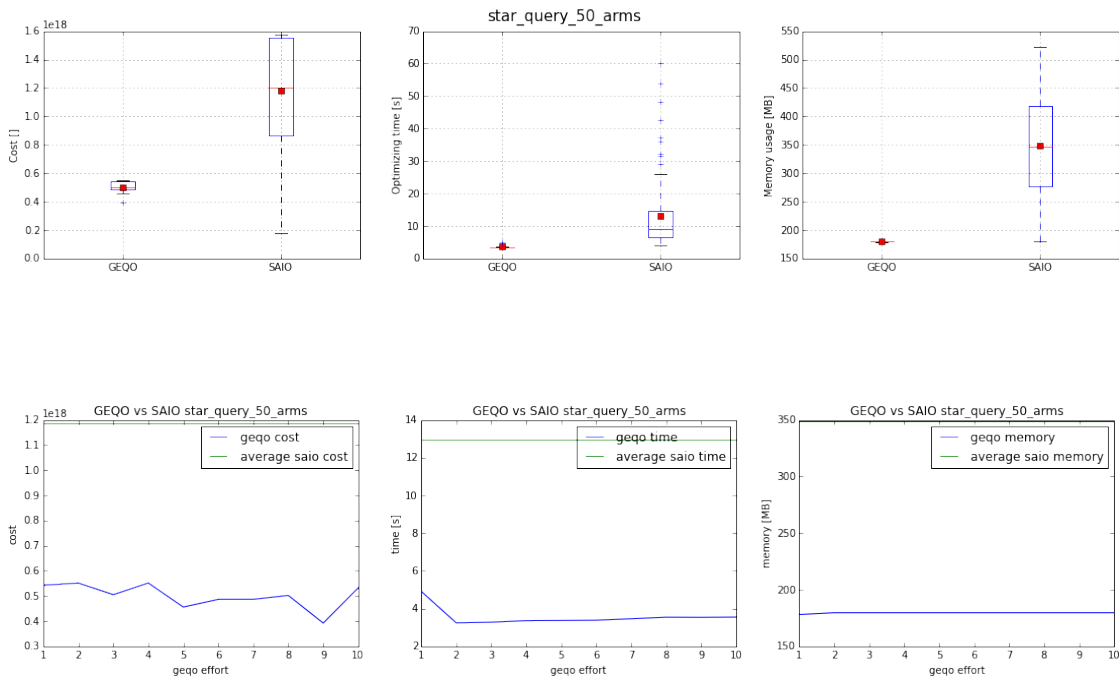 star_query_50_arms
1e18
1.6
1.4
1.2
1.0
0.8
0.6
0.4
0.2
0.0
Cost []
GEQO SAIO
70
60
50
40
30
20
10
0
Optimizing time [s]
GEQO SAIO
550
500
450
400
350
300
250
200
150
Memory usage [MB]
GEQO SAIO
GEQO vs SAIO star_query_50_arms
1e18
1.2
1.1
1.0
0.9
0.8
0.7
0.6
0.5
0.4
0.3
cost
geqo cost
average saio cost
1 2 3 4 5 6 7 8 9 10
geqo effort
GEQO vs SAIO star_query_50_arms
14
12
10
8
6
4
2
time [s]
geqo time
average saio time
1 2 3 4 5 6 7 8 9 10
geqo effort
GEQO vs SAIO star_query_50_arms
350
300
250
200
150
memory [MB]
geqo memory
average saio memory
1 2 3 4 5 6 7 8 9 10
geqo effort